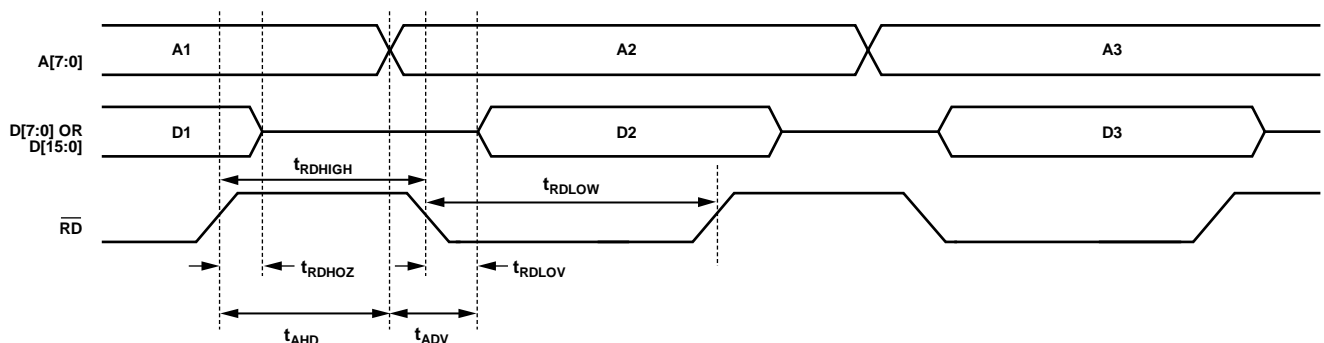 A[7:0]
A1
A2
A3
D[7:0] OR
D[15:0]
D1
D2
D3
tRDHIGH
tRDLOW
RD
tRDHOZ
tRDLOV
tAHD
tADV